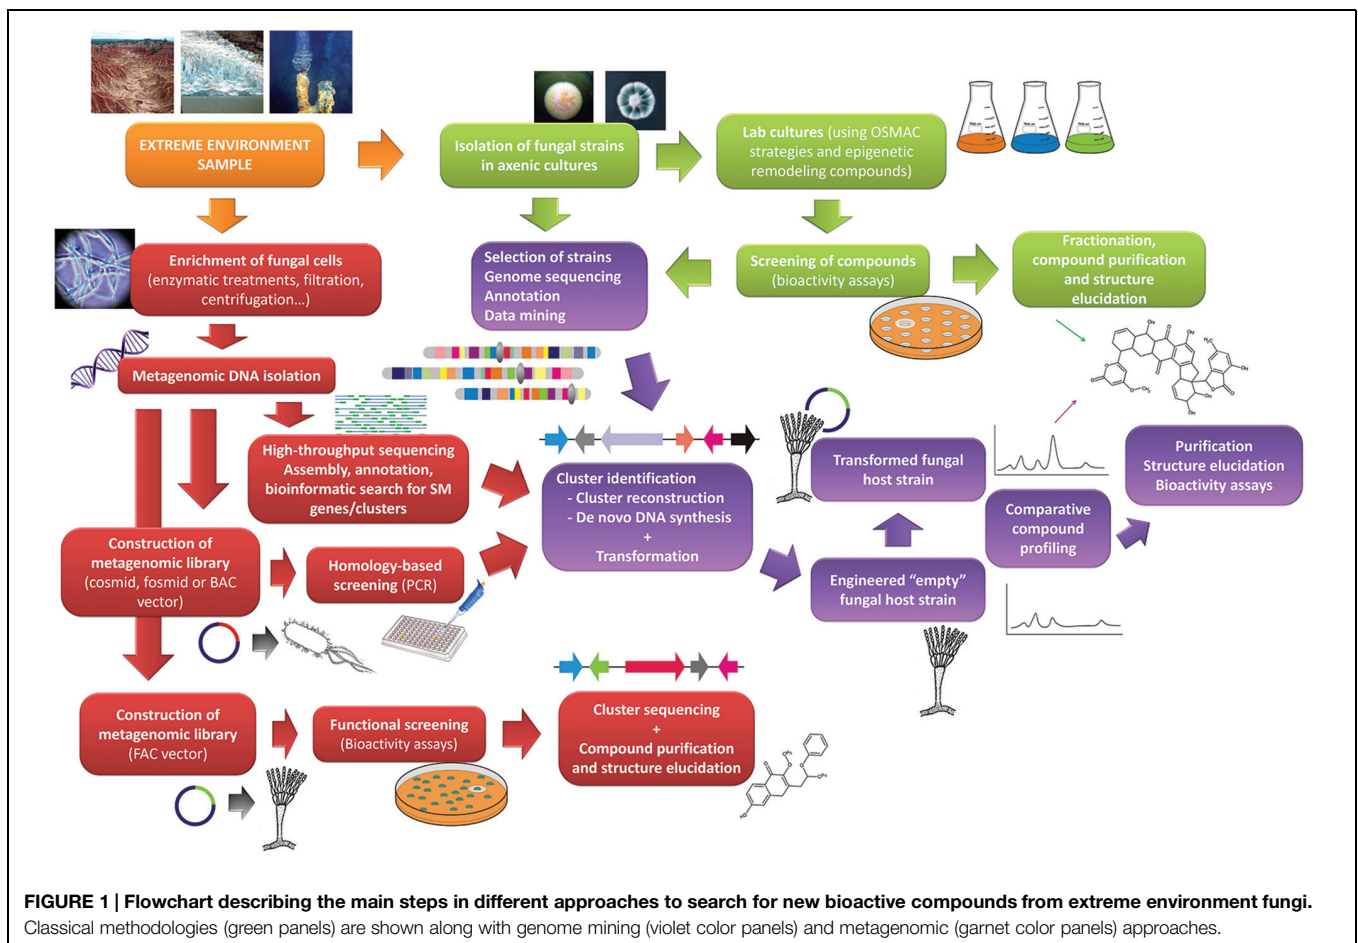 EXTREME ENVIRONMENT
SAMPLE
Isolation of fungal strains
in axenic cultures
Lab cultures (using OSMAC
strategies and epigenetic
remodeling compounds)
Enrichment of fungal cells
(enzymatic treatments, filtration,
centrifugation...)
Selection of strains
Genome sequencing
Annotation
Data mining
Screening of compounds
(bioactivity assays)
Fractionation,
compound purification
and structure
elucidation
Metagenomic DNA isolation
High-throughput sequencing
Assembly, annotation,
bioinformatic search for SM
genes/clusters
Cluster identification
- Cluster reconstruction
- De novo DNA synthesis
+
Transformation
Transformed fungal
host strain
Purification
Structure elucidation
Bioactivity assays
Comparative
compound
profiling
Construction of
metagenomic library
(cosmid, fosmid or BAC
vector)
Homology-based
screening (PCR)
Engineered “empty”
fungal host strain
Construction of
metagenomic library
(FAC vector)
Functional screening
(Bioactivity assays)
Cluster sequencing
+
Compound purification
and structure elucidation
FIGURE 1 | Flowchart describing the main steps in different approaches to search for new bioactive compounds from extreme environment fungi.
Classical methodologies (green panels) are shown along with genome mining (violet color panels) and metagenomic (garnet color panels) approaches.